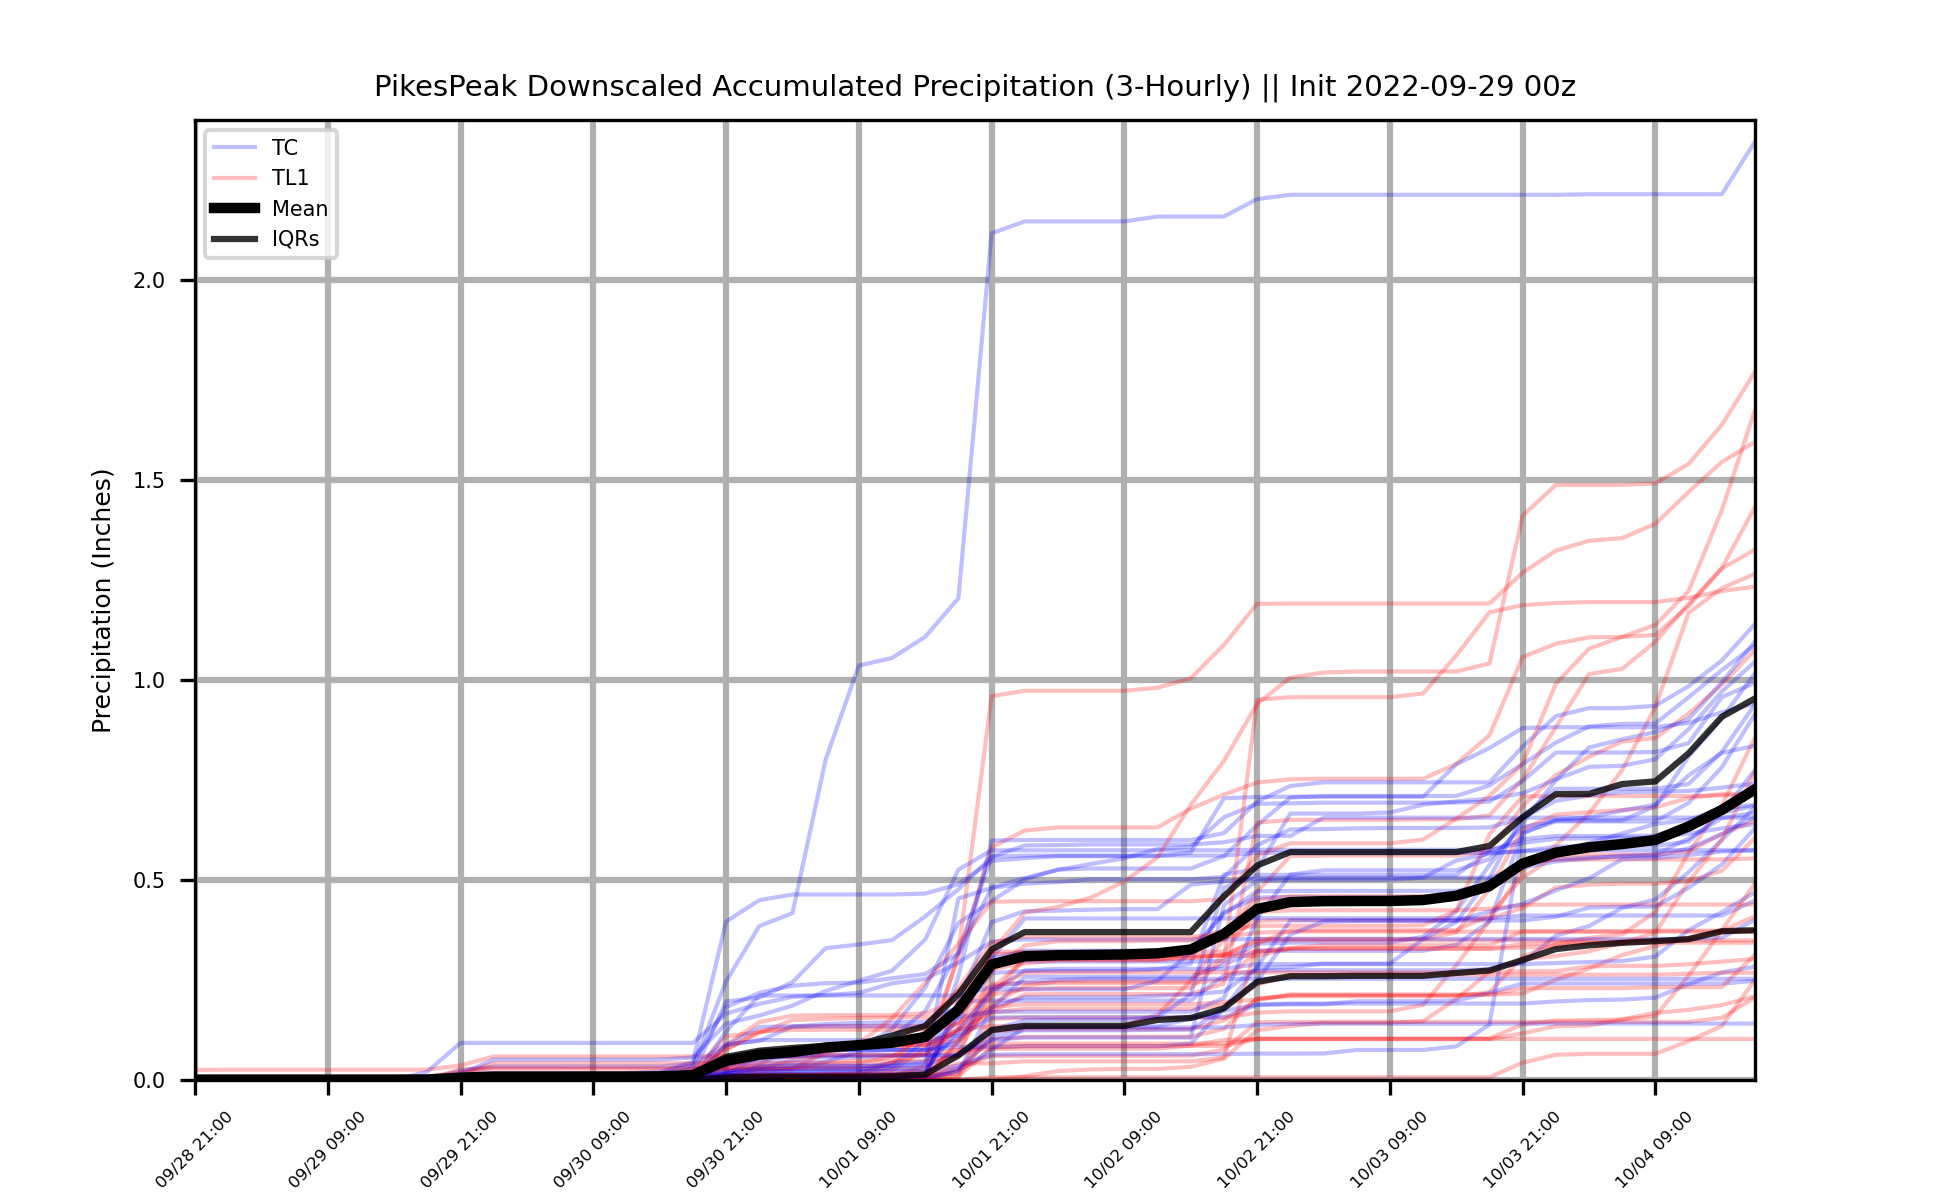 PikesPeak Downscaled Accumulated Precipitation (3-Hourly) || Init 2022-09-29 00z
TC
TL1
Mean
IQRs
Precipitation (Inches)
2.0
1.5
1.0
0.5
0.0
09/28 21:00
09/29 09:00
09/29 21:00
09/30 09:00
09/30 21:00
10/01 09:00
10/01 21:00
10/02 09:00
10/02 21:00
10/03 09:00
10/03 21:00
10/04 09:00